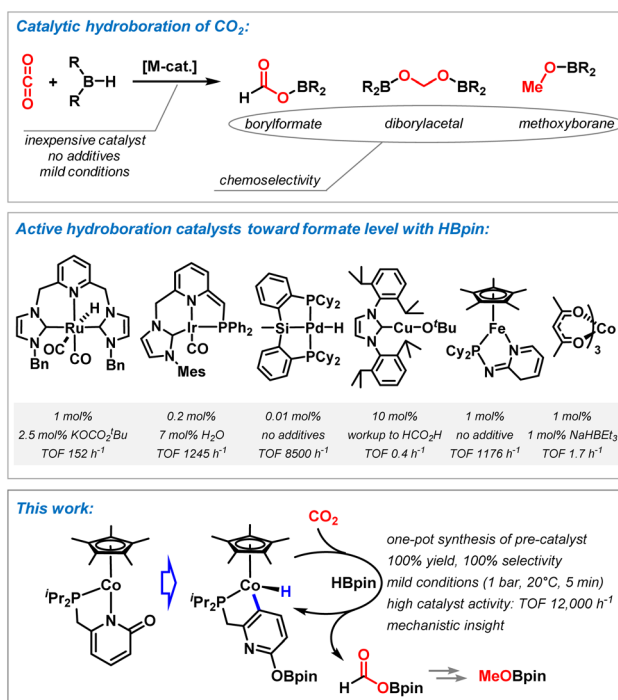 Catalytic hydroboration of CO2:
O=C=O + R R B–H [M-cat.] H O O BR2 R2B O O BR2 Me O–BR2
borylformate diborylacetal methoxyborane
inexpensive catalyst
no additives
mild conditions
chemoselectivity
Active hydroboration catalysts toward formate level with HBpin:
N H N N Ru N N OC CO Bn Bn
N N Ir PPh2 CO N Mes
PCy2 Me Si Pd H PCy2
N N Cu–OtBu
Fe Cy2P N N
O O Co 3
1 mol% 0.2 mol% 0.01 mol% 10 mol% 1 mol% 1 mol%
2.5 mol% KOCO2tBu 7 mol% H2O no additives workup to HCO2H no additive 1 mol% NaHBEt3
TOF 152 h-1 TOF 1245 h-1 TOF 8500 h-1 TOF 0.4 h-1 TOF 1176 h-1 TOF 1.7 h-1
This work:
Co iPr2P N O
Co H iPr2P N OBpin
CO2
HBpin
H O OBpin MeOBpin
one-pot synthesis of pre-catalyst
100% yield, 100% selectivity
mild conditions (1 bar, 20°C, 5 min)
high catalyst activity: TOF 12,000 h-1
mechanistic insight